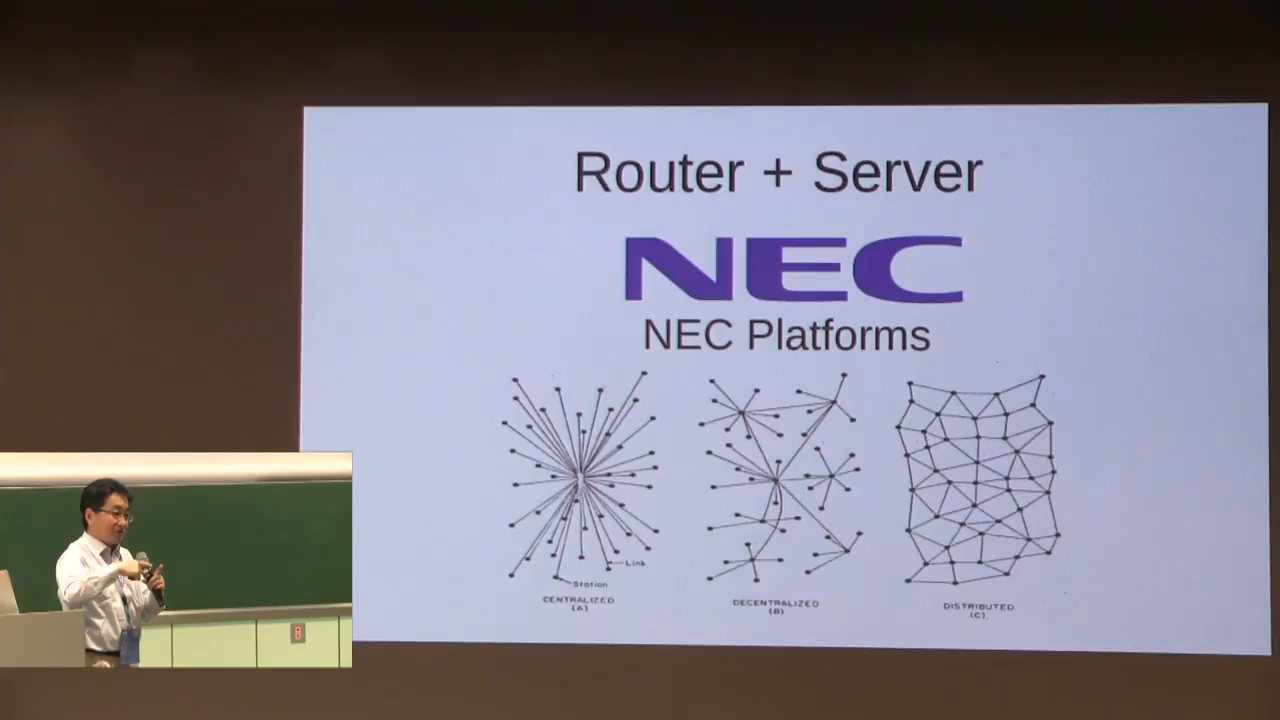 Router + Server
NEC
NEC Platforms
Link
Station
CENTRALIZED
(A)
DECENTRALIZED
(B)
DISTRIBUTED
(C).